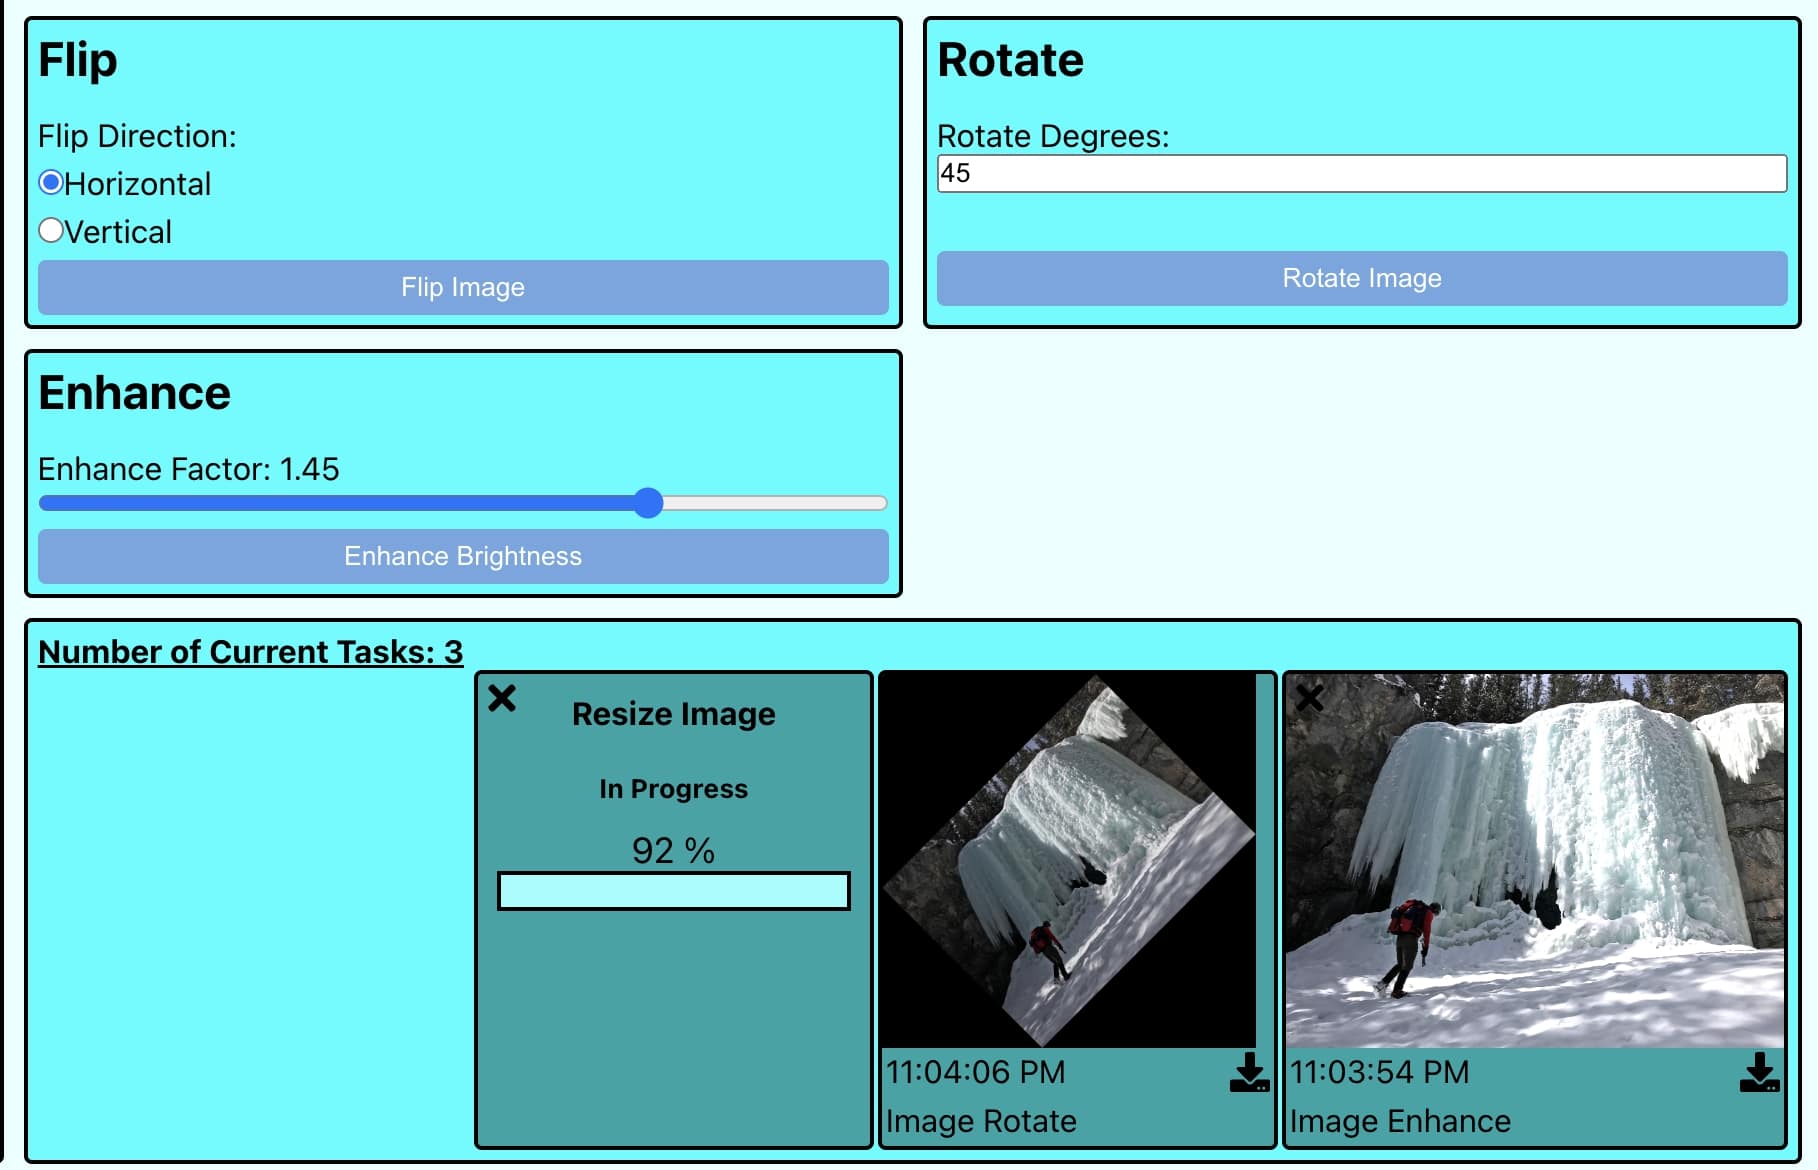 Flip
Flip Direction:
Horizontal
Vertical
Flip Image
Rotate
Rotate Degrees:
45
Rotate Image
Enhance
Enhance Factor: 1.45
Enhance Brightness
Number of Current Tasks: 3
Resize Image
In Progress
92 %
11:04:06 PM
Image Rotate
11:03:54 PM
Image Enhance